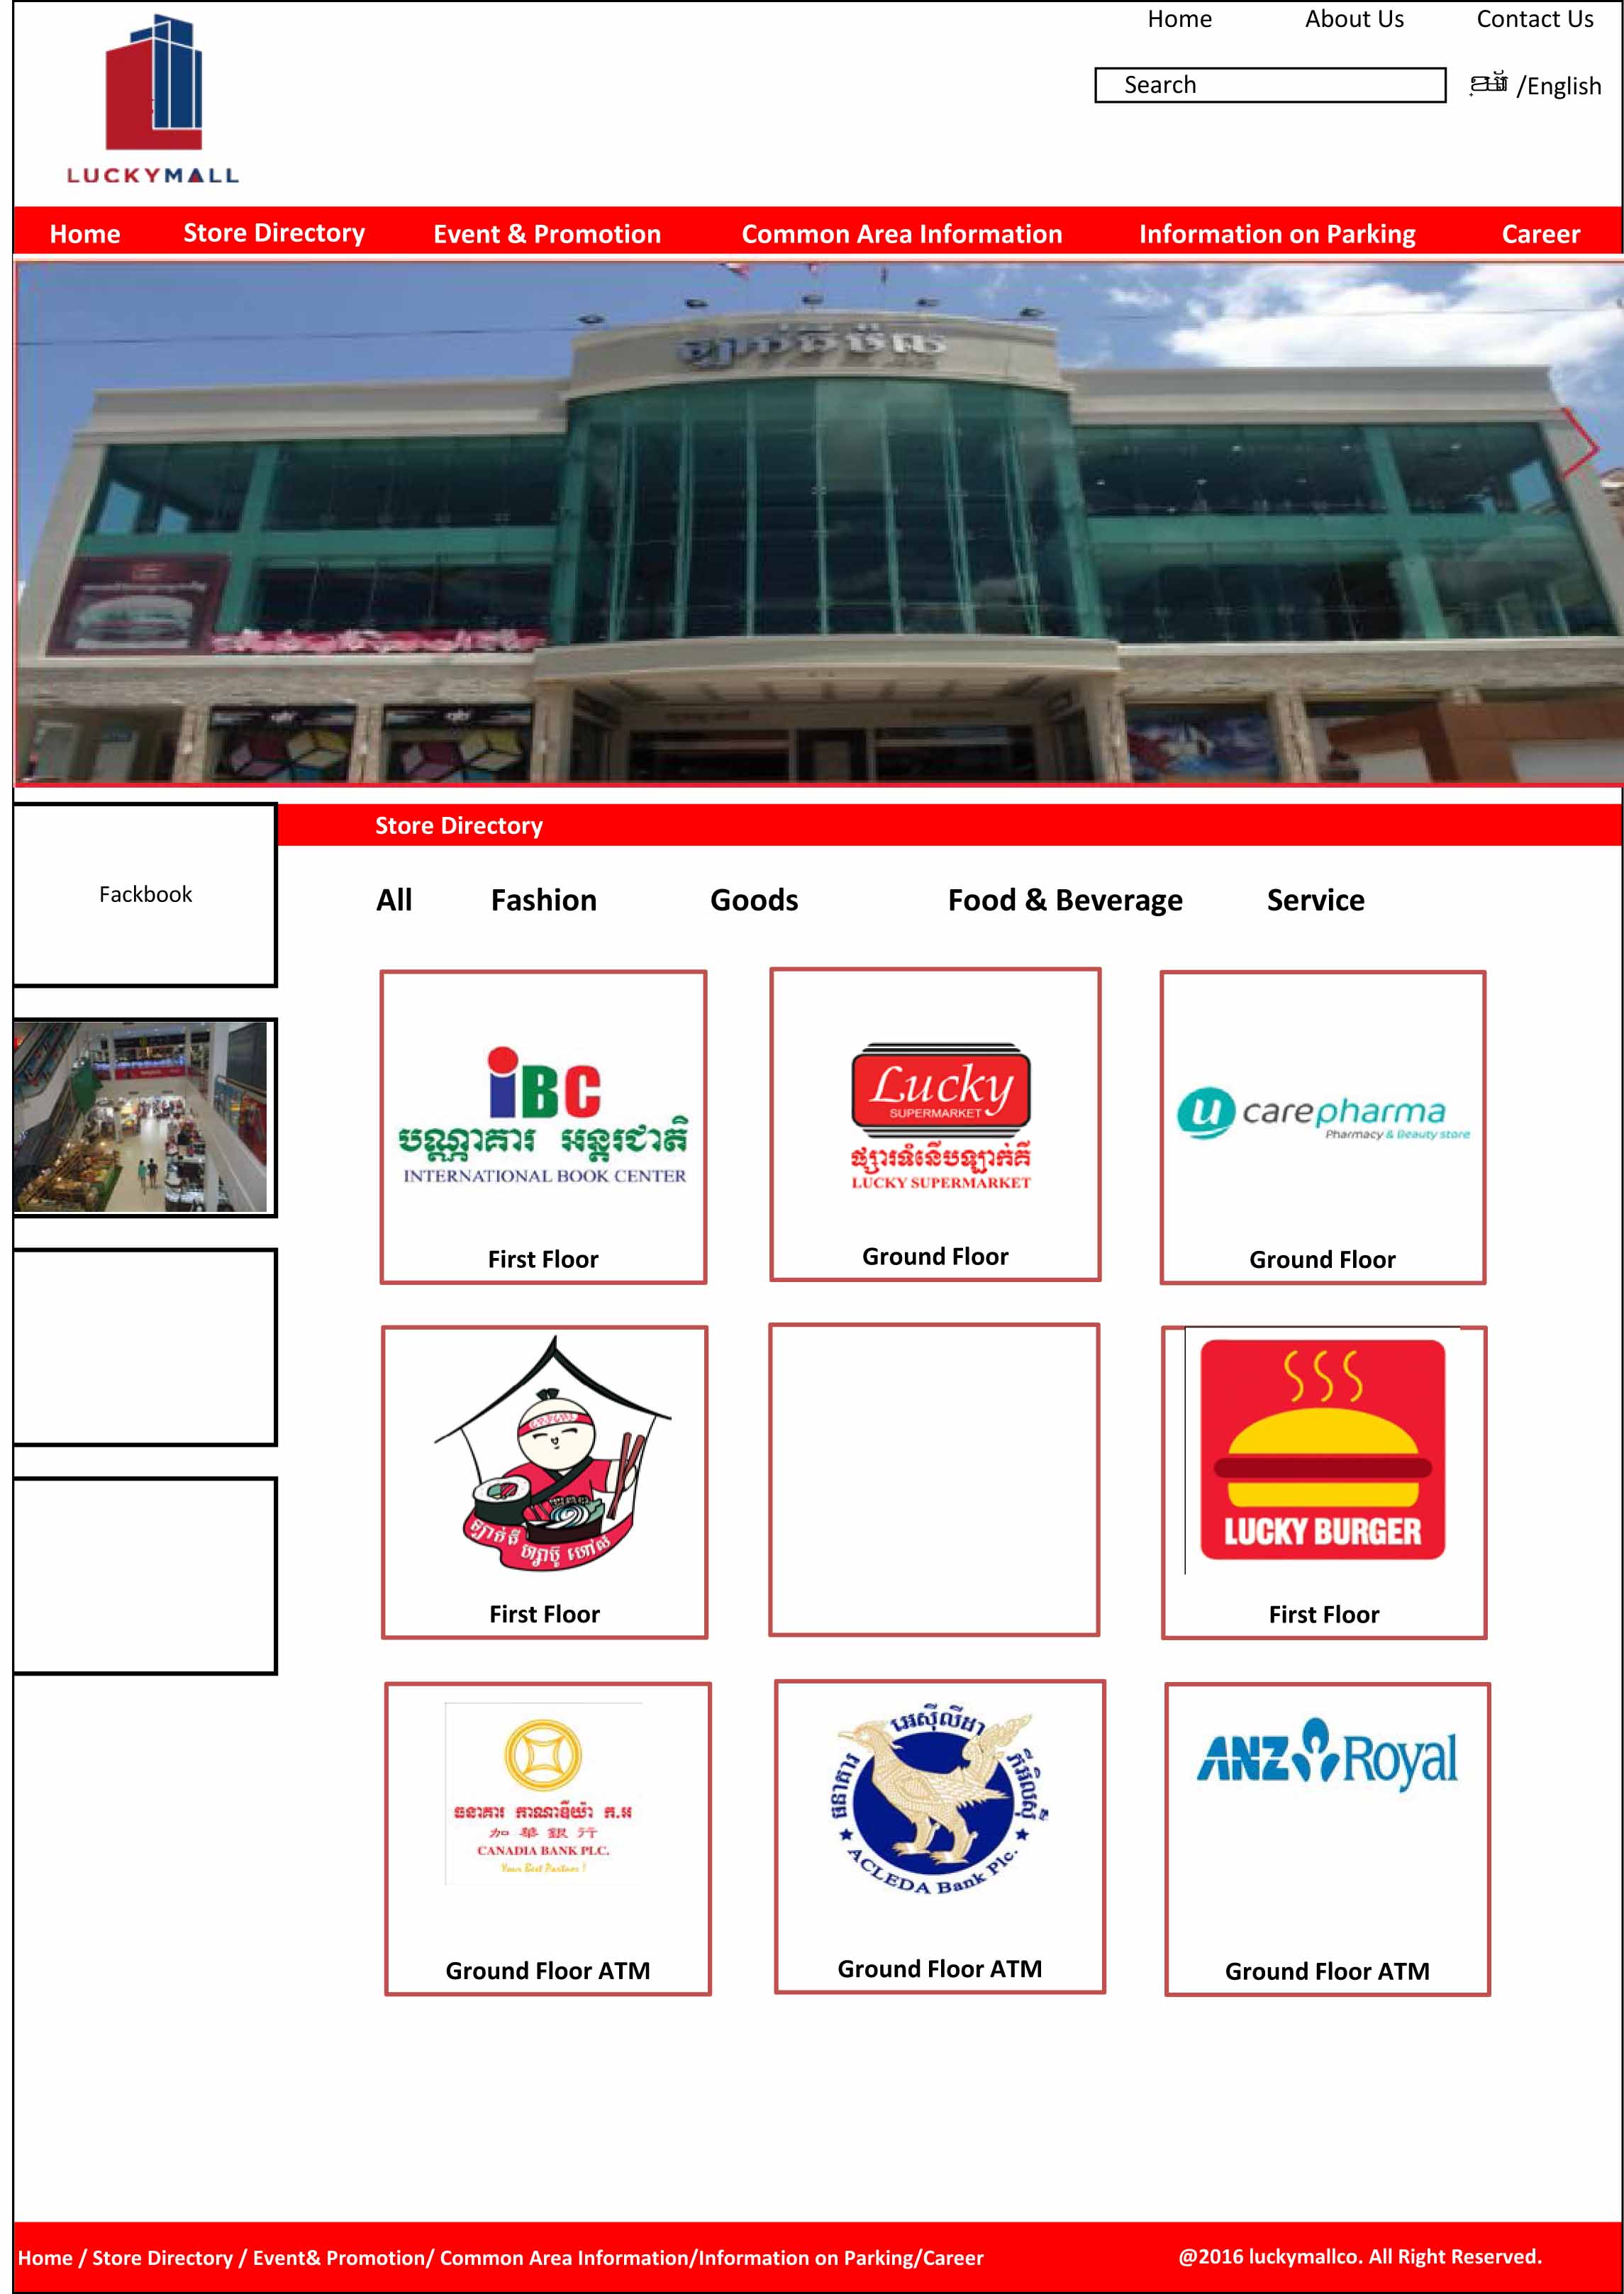 Home About Us Contact Us
Search
/English
LUCKYMALL
Home Store Directory Event & Promotion Common Area Information Information on Parking Career
ឡាក់គីម៉ល
Store Directory
Fackbook
All Fashion Goods Food & Beverage Service
iBC
បណ្ណាគារ អន្តរជាតិ
INTERNATIONAL BOOK CENTER
First Floor
Lucky
SUPERMARKET
ផ្សារទំនើបឡាក់គី
LUCKY SUPERMARKET
Ground Floor
u carepharma
Pharmacy & Beauty store
Ground Floor
ឡាក់គី
First Floor
LUCKY BURGER
First Floor
ធនាគារ កាណាឌីយ៉ា ក.អ
加華銀行
CANADIA BANK PLC.
Your Best Partner !
Ground Floor ATM
ធនាគារ អេស៊ីលីដា ភីអិលស៊ី
ACLEDA Bank Plc.
Ground Floor ATM
ANZ Royal
Ground Floor ATM
Home / Store Directory / Event& Promotion/ Common Area Information/Information on Parking/Career
@2016 luckymallco. All Right Reserved.